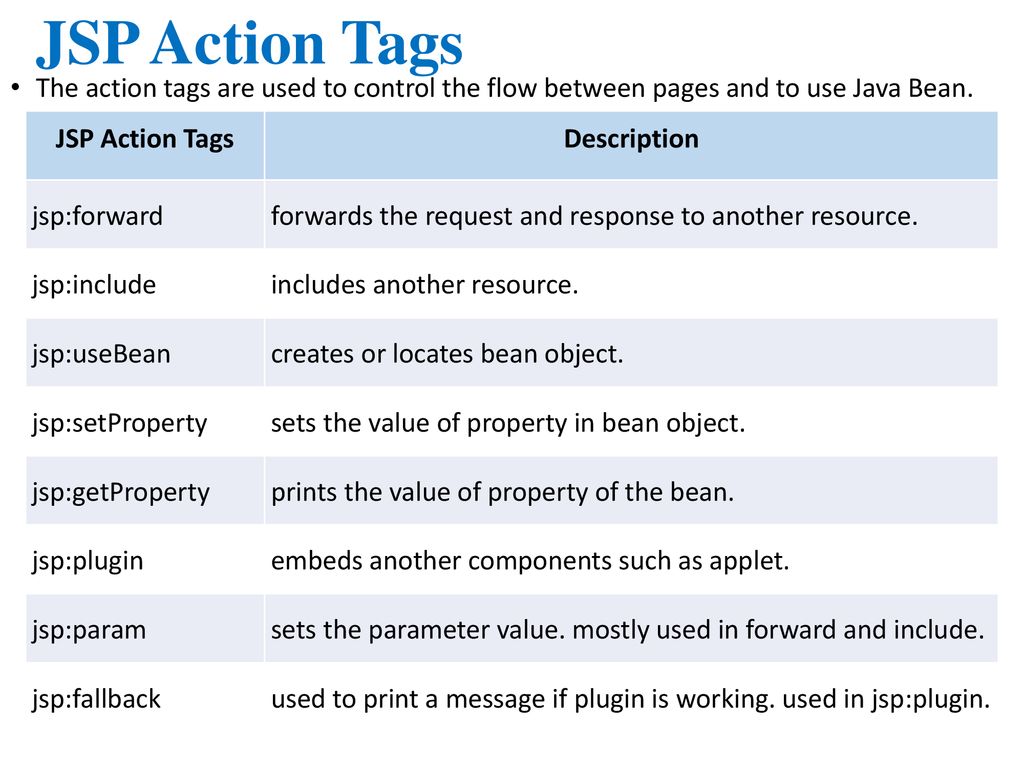 JSP Action Tags
• The action tags are used to control the flow between pages and to use Java Bean.
JSP Action Tags Description
jsp:forward forwards the request and response to another resource.
jsp:include includes another resource.
jsp:useBean creates or locates bean object.
jsp:setProperty sets the value of property in bean object.
jsp:getProperty prints the value of property of the bean.
jsp:plugin embeds another components such as applet.
jsp:param sets the parameter value. mostly used in forward and include.
jsp:fallback used to print a message if plugin is working. used in jsp:plugin.